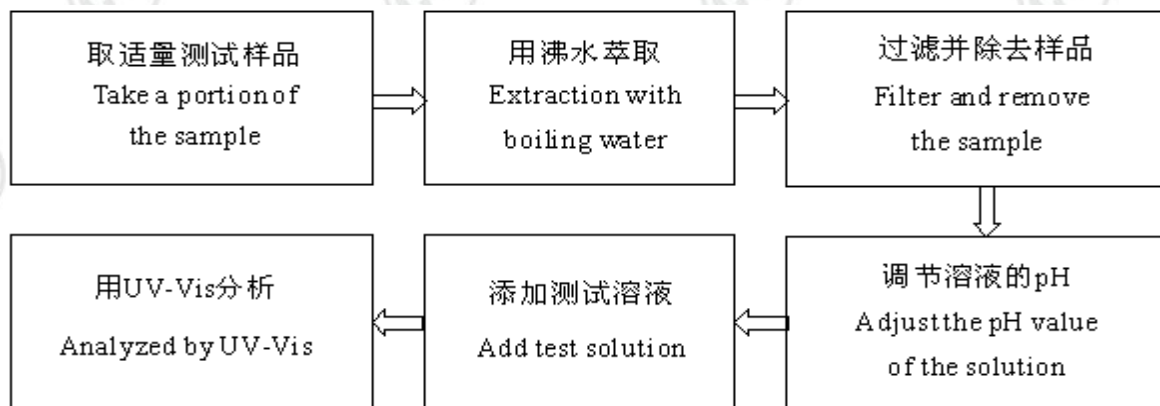 取适量测试样品
Take a portion of
the sample
用沸水萃取
Extraction with
boiling water
过滤并除去样品
Filter and remove
the sample
调节溶液的pH
Adjust the pH value
of the solution
添加测试溶液
Add test solution
用UV-Vis分析
Analyzed by UV-Vis